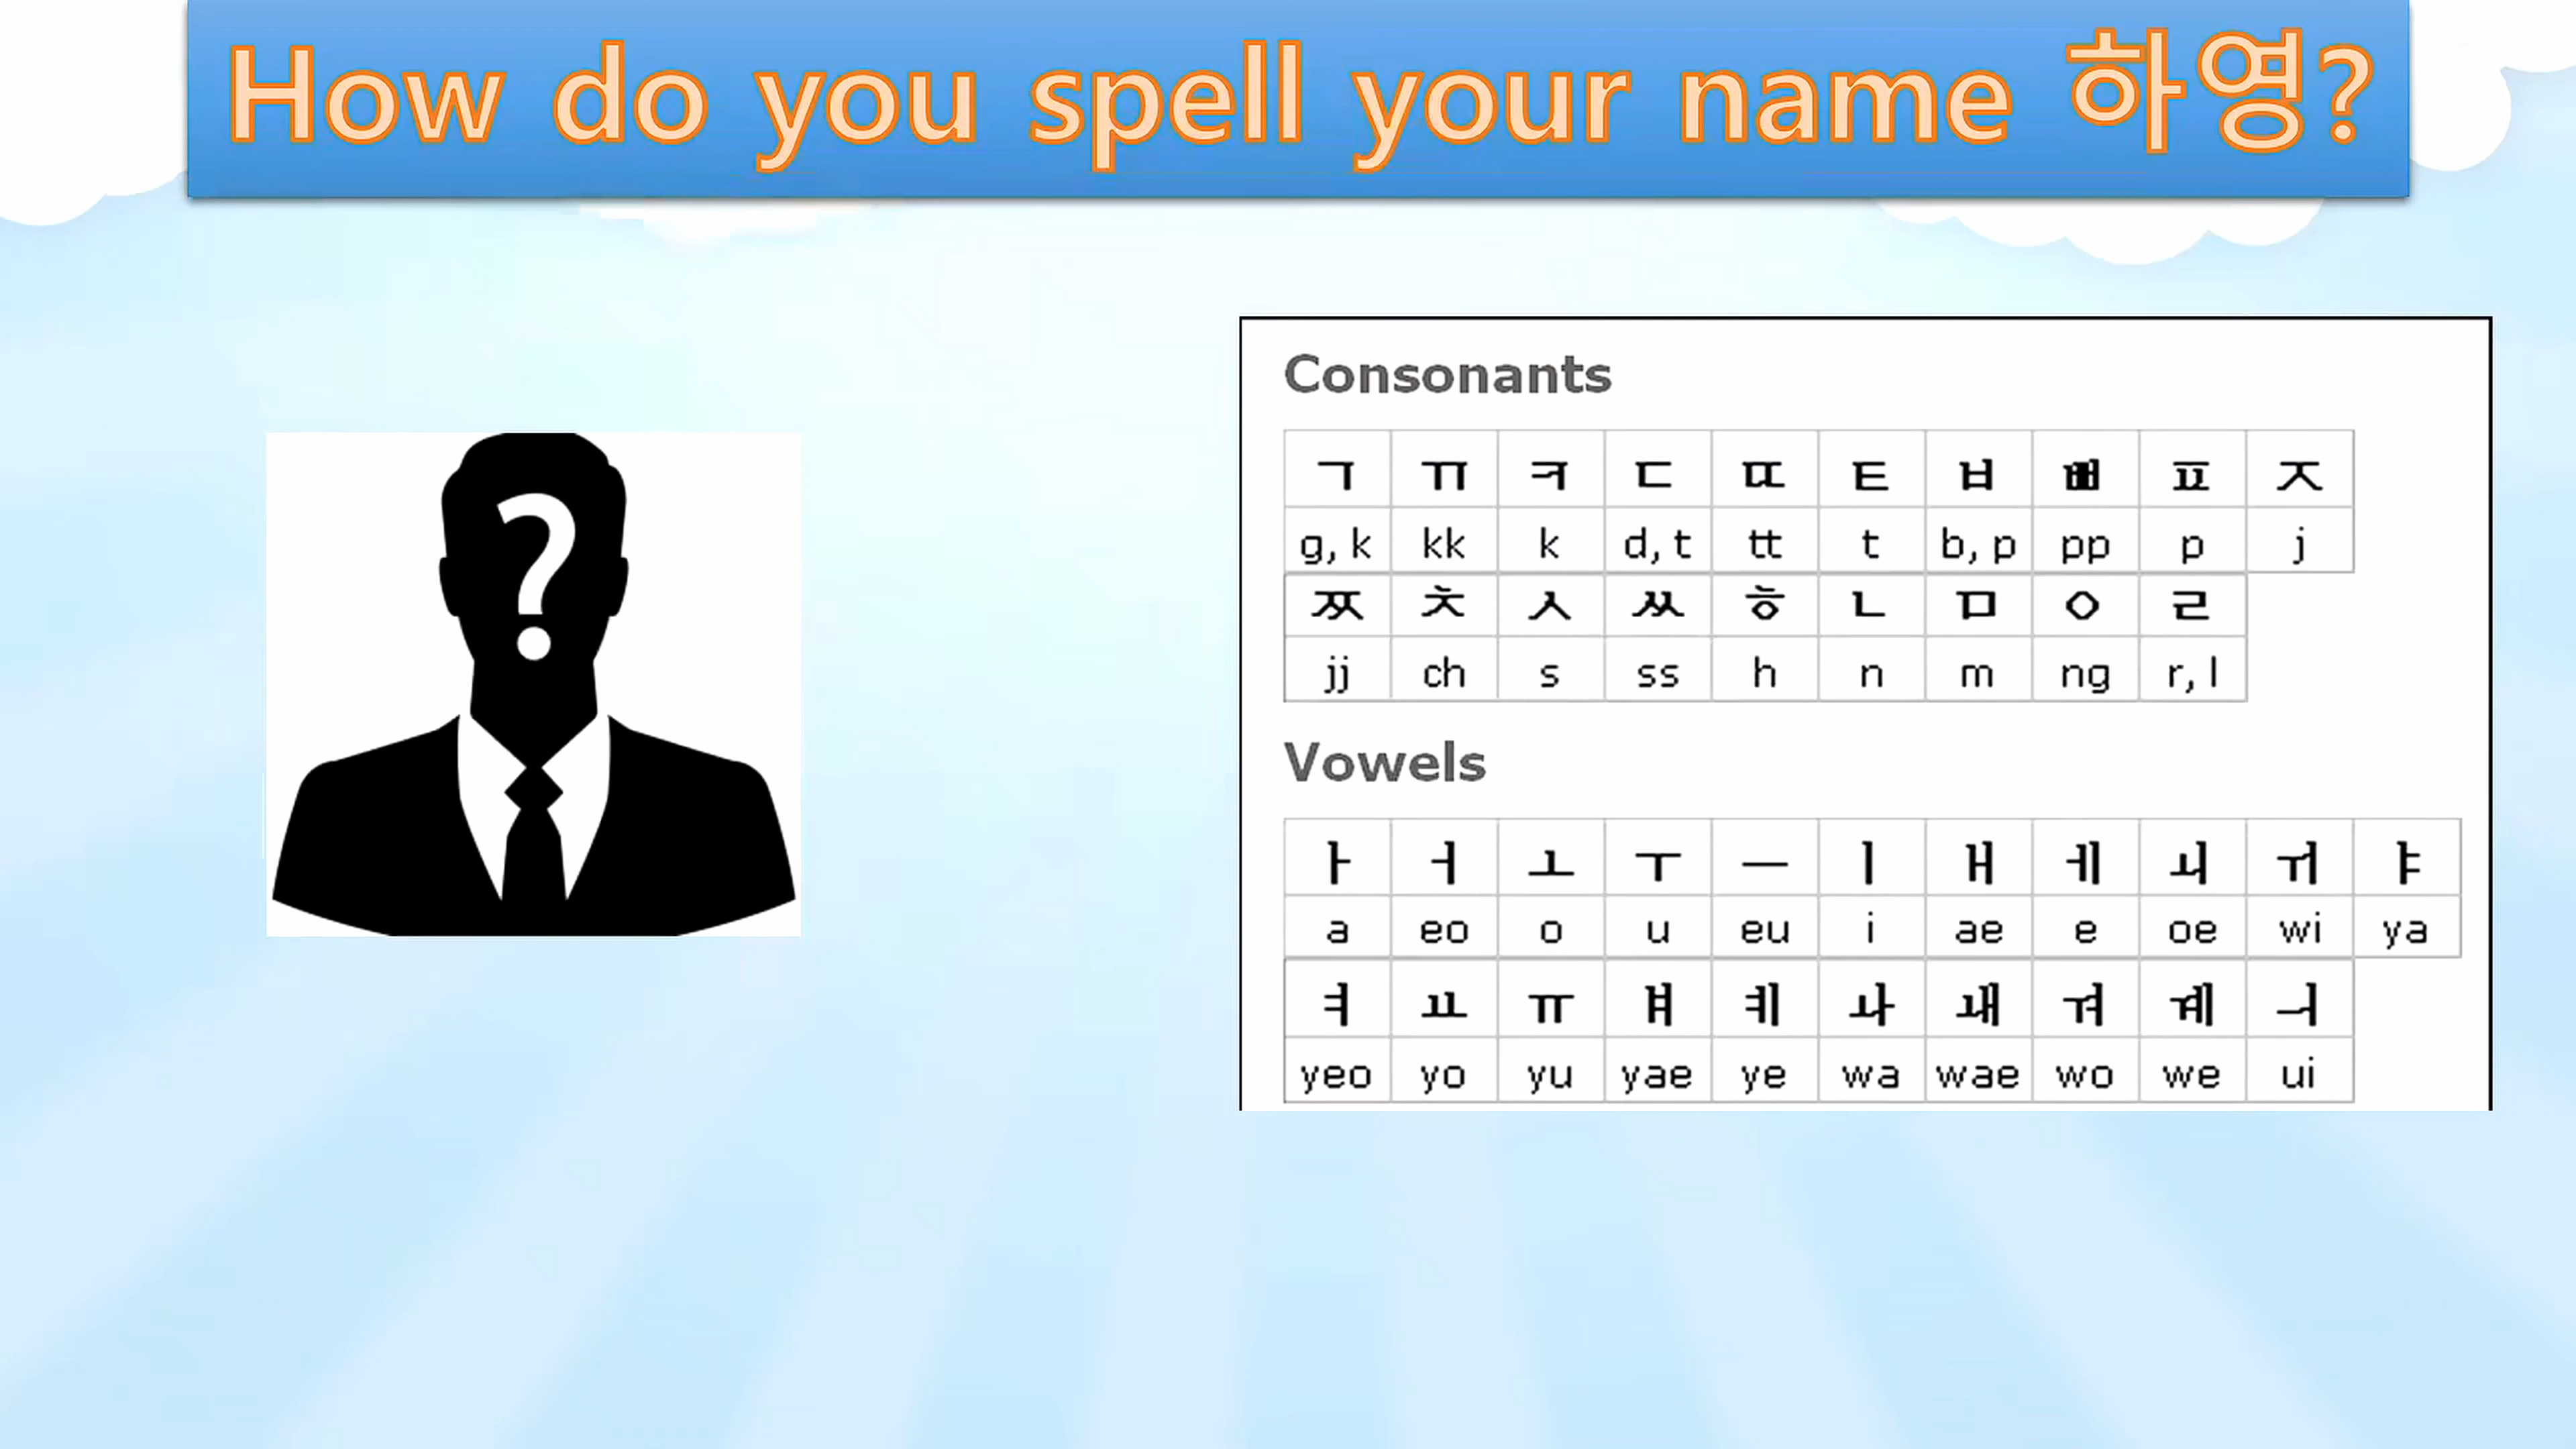 How do you spell your name 하영?
?
Consonants
ㄱ ㄲ ㅋ ㄷ ㄸ ㅌ ㅂ ㅃ ㅍ ㅈ
g, k kk k d, t tt t b, p pp p j
ㅉ ㅊ ㅅ ㅆ ㅎ ㄴ ㅁ ㅇ ㄹ
jj ch s ss h n m ng r, l
Vowels
ㅏ ㅓ ㅗ ㅜ ㅡ ㅣ ㅐ ㅔ ㅚ ㅟ ㅑ
a eo o u eu i ae e oe wi ya
ㅕ ㅛ ㅠ ㅒ ㅖ ㅘ ㅙ ㅝ ㅞ ㅢ
yeo yo yu yae ye wa wae wo we ui